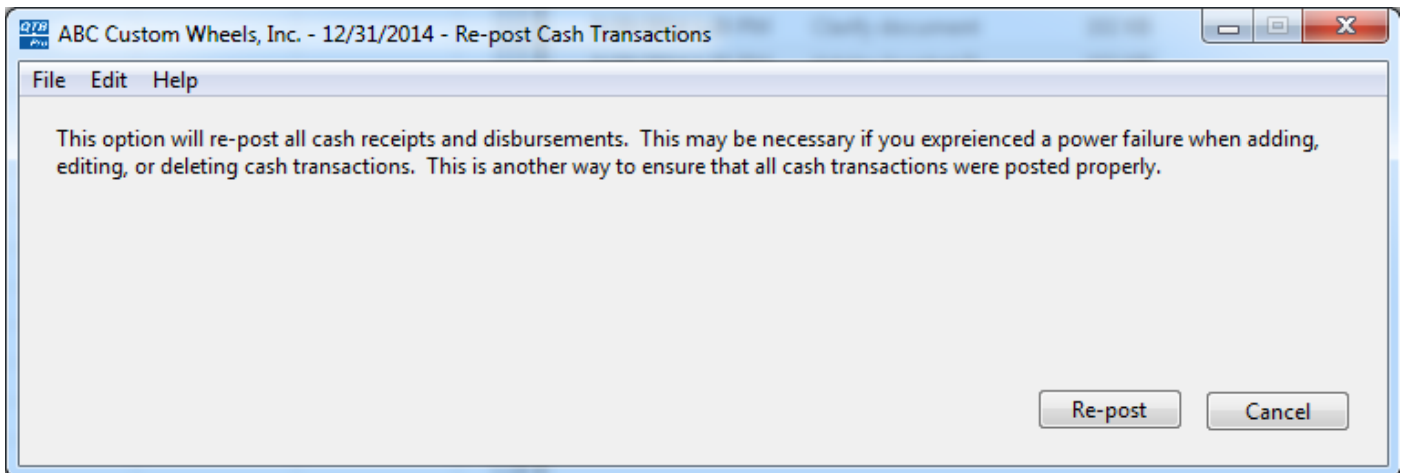 QTB
Pro
ABC Custom Wheels, Inc. - 12/31/2014 - Re-post Cash Transactions
File Edit Help
This option will re-post all cash receipts and disbursements. This may be necessary if you expreienced a power failure when adding,
editing, or deleting cash transactions. This is another way to ensure that all cash transactions were posted properly.
Re-post Cancel